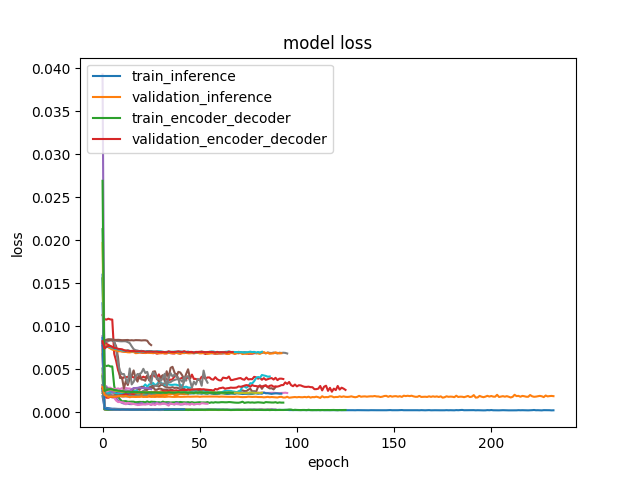 model loss
0.040
0.035
0.030
0.025
0.020
0.015
0.010
0.005
0.000
loss
train_inference
validation_inference
train_encoder_decoder
validation_encoder_decoder
0 50 100 150 200
epoch